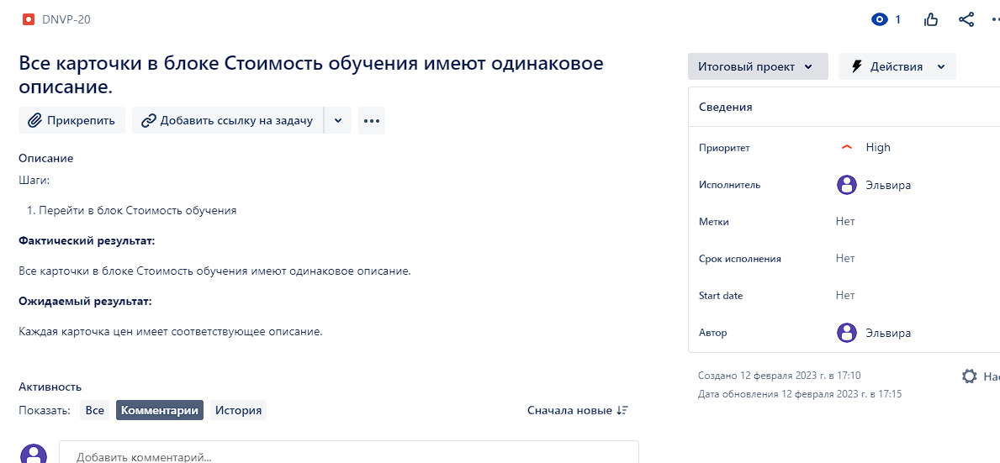 DNVP-20
1
Все карточки в блоке Стоимость обучения имеют одинаковое
описание.
Прикрепить
Добавить ссылку на задачу
Описание
Шаги:
1. Перейти в блок Стоимость обучения
Фактический результат:
Все карточки в блоке Стоимость обучения имеют одинаковое описание.
Ожидаемый результат:
Каждая карточка цен имеет соответствующее описание.
Активность
Показать:
Все
Комментарии
История
Сначала новые
Добавить комментарий...
Итоговый проект
Действия
Сведения
Приоритет
High
Исполнитель
Эльвира
Метки
Нет
Срок исполнения
Нет
Start date
Нет
Автор
Эльвира
Создано 12 февраля 2023 г. в 17:10
Дата обновления 12 февраля 2023 г. в 17:15